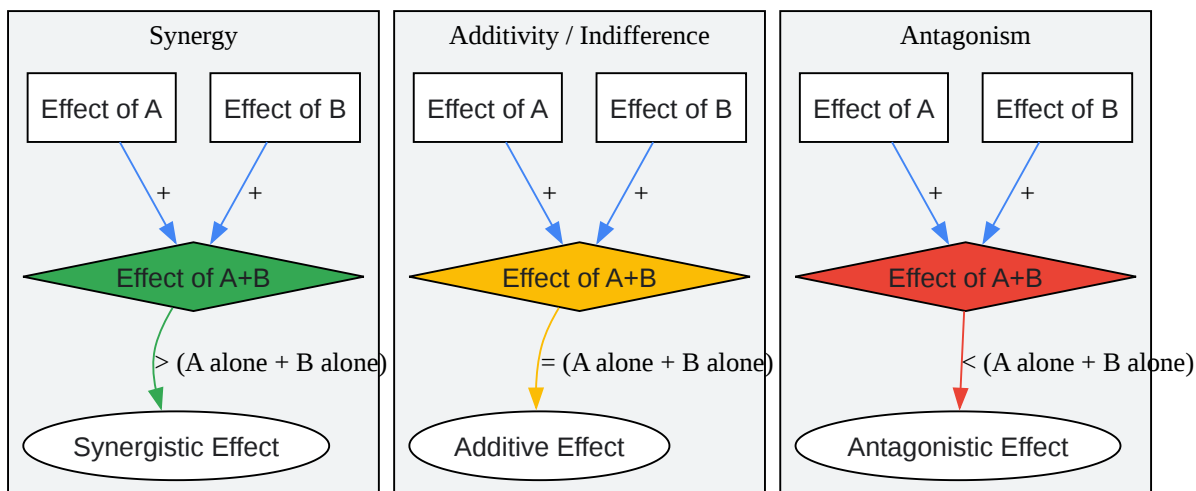 Synergy
Effect of A
Effect of B
+
+
Effect of A+B
> (A alone + B alone)
Synergistic Effect
Additivity / Indifference
Effect of A
Effect of B
+
+
Effect of A+B
= (A alone + B alone)
Additive Effect
Antagonism
Effect of A
Effect of B
+
+
Effect of A+B
< (A alone + B alone)
Antagonistic Effect